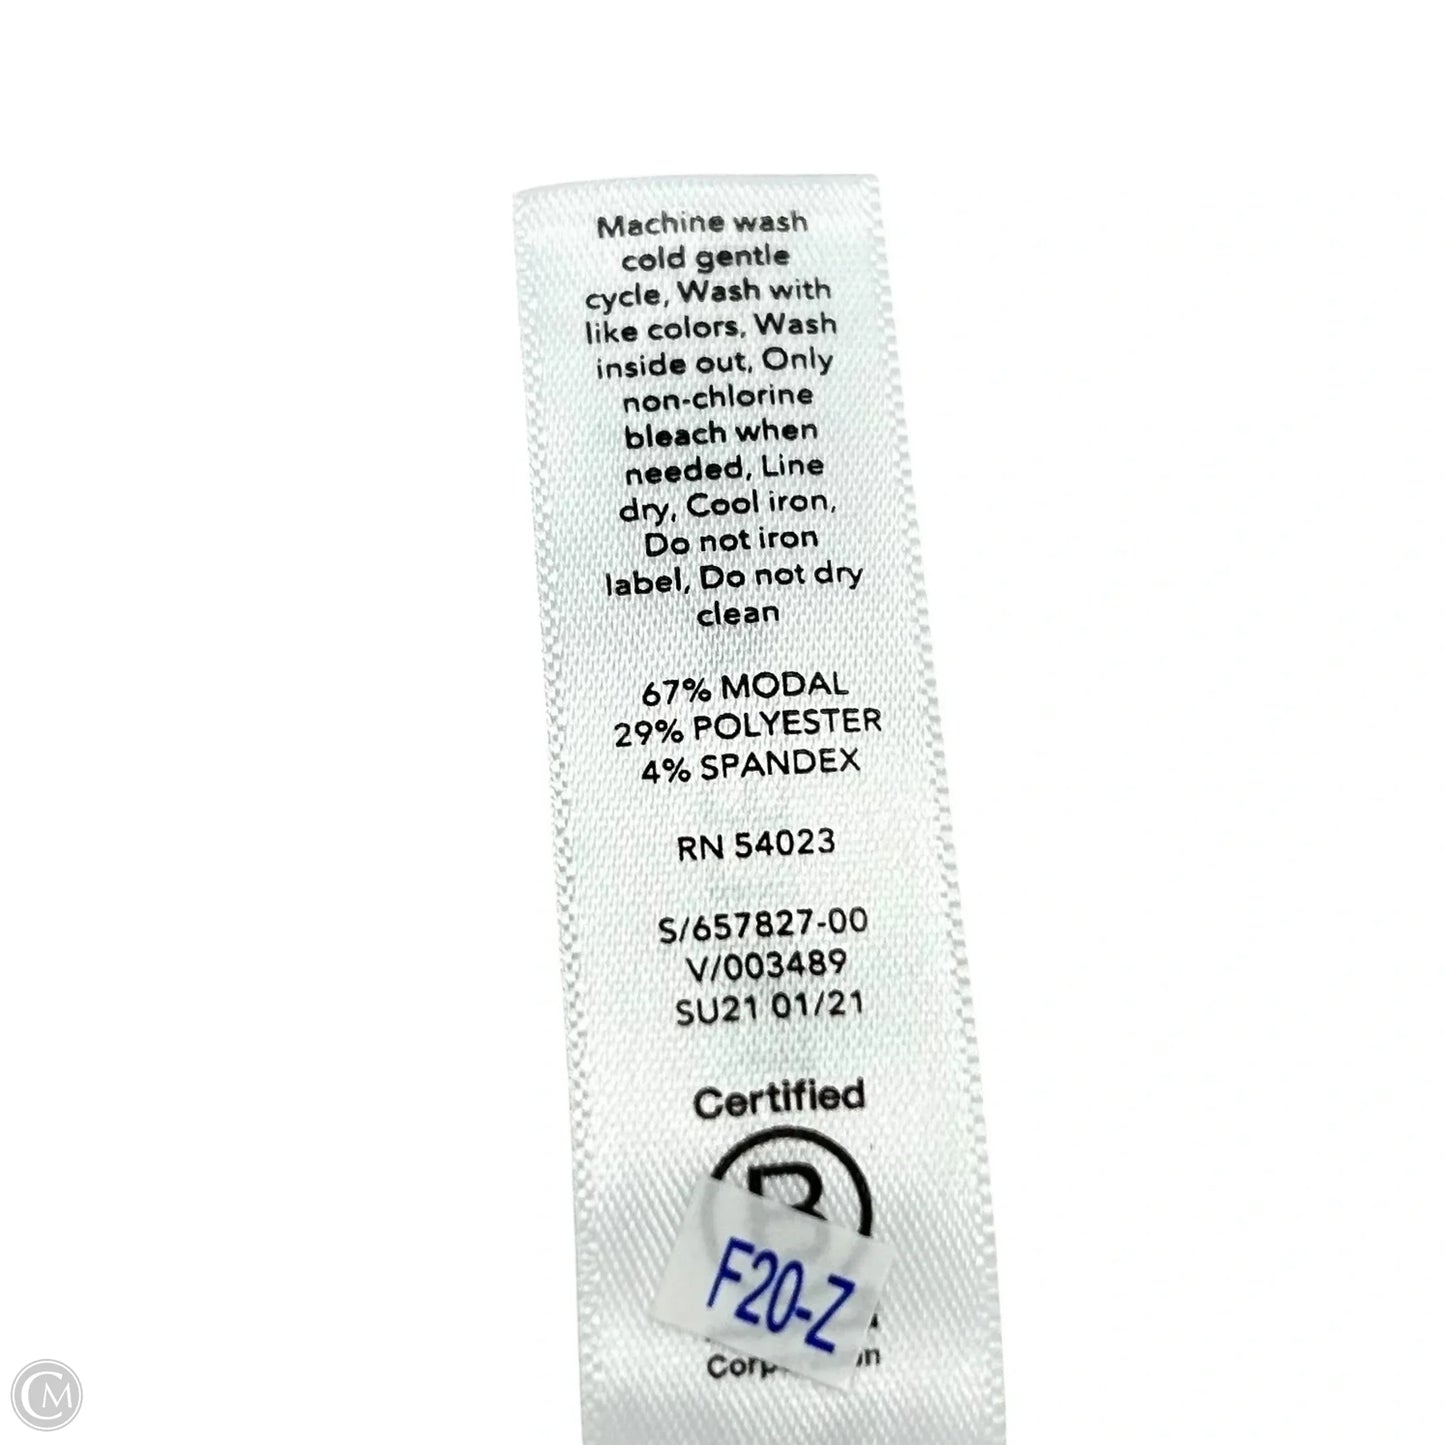 Machine wash
cold gentle
cycle, Wash with
like colors, Wash
inside out, Only
non-chlorine
bleach when
needed, Line
dry, Cool iron,
Do not iron
label, Do not dry
clean
67% MODAL
29% POLYESTER
4% SPANDEX
RN 54023
S/657827-00
V/003489
SU21 01/21
Certified
B
F20-Z
CM